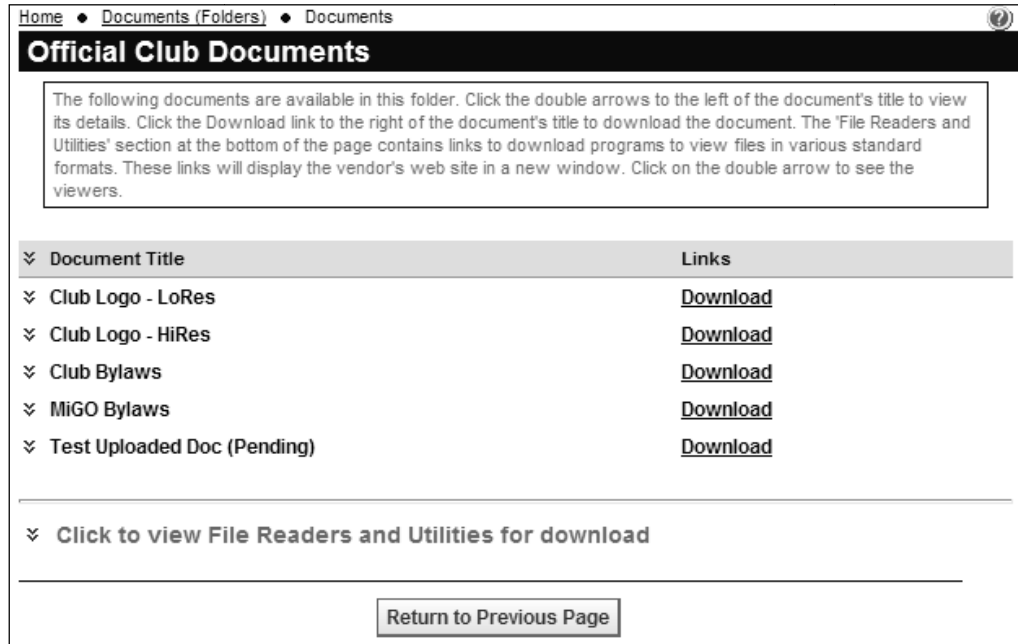 Home ● Documents (Folders) ● Documents
Official Club Documents
The following documents are available in this folder. Click the double arrows to the left of the document's title to view
its details. Click the Download link to the right of the document's title to download the document. The 'File Readers and
Utilities' section at the bottom of the page contains links to download programs to view files in various standard
formats. These links will display the vendor's web site in a new window. Click on the double arrow to see the
viewers.
Document Title Links
Club Logo - LoRes Download
Club Logo - HiRes Download
Club Bylaws Download
MiGO Bylaws Download
Test Uploaded Doc (Pending) Download
Click to view File Readers and Utilities for download
Return to Previous Page